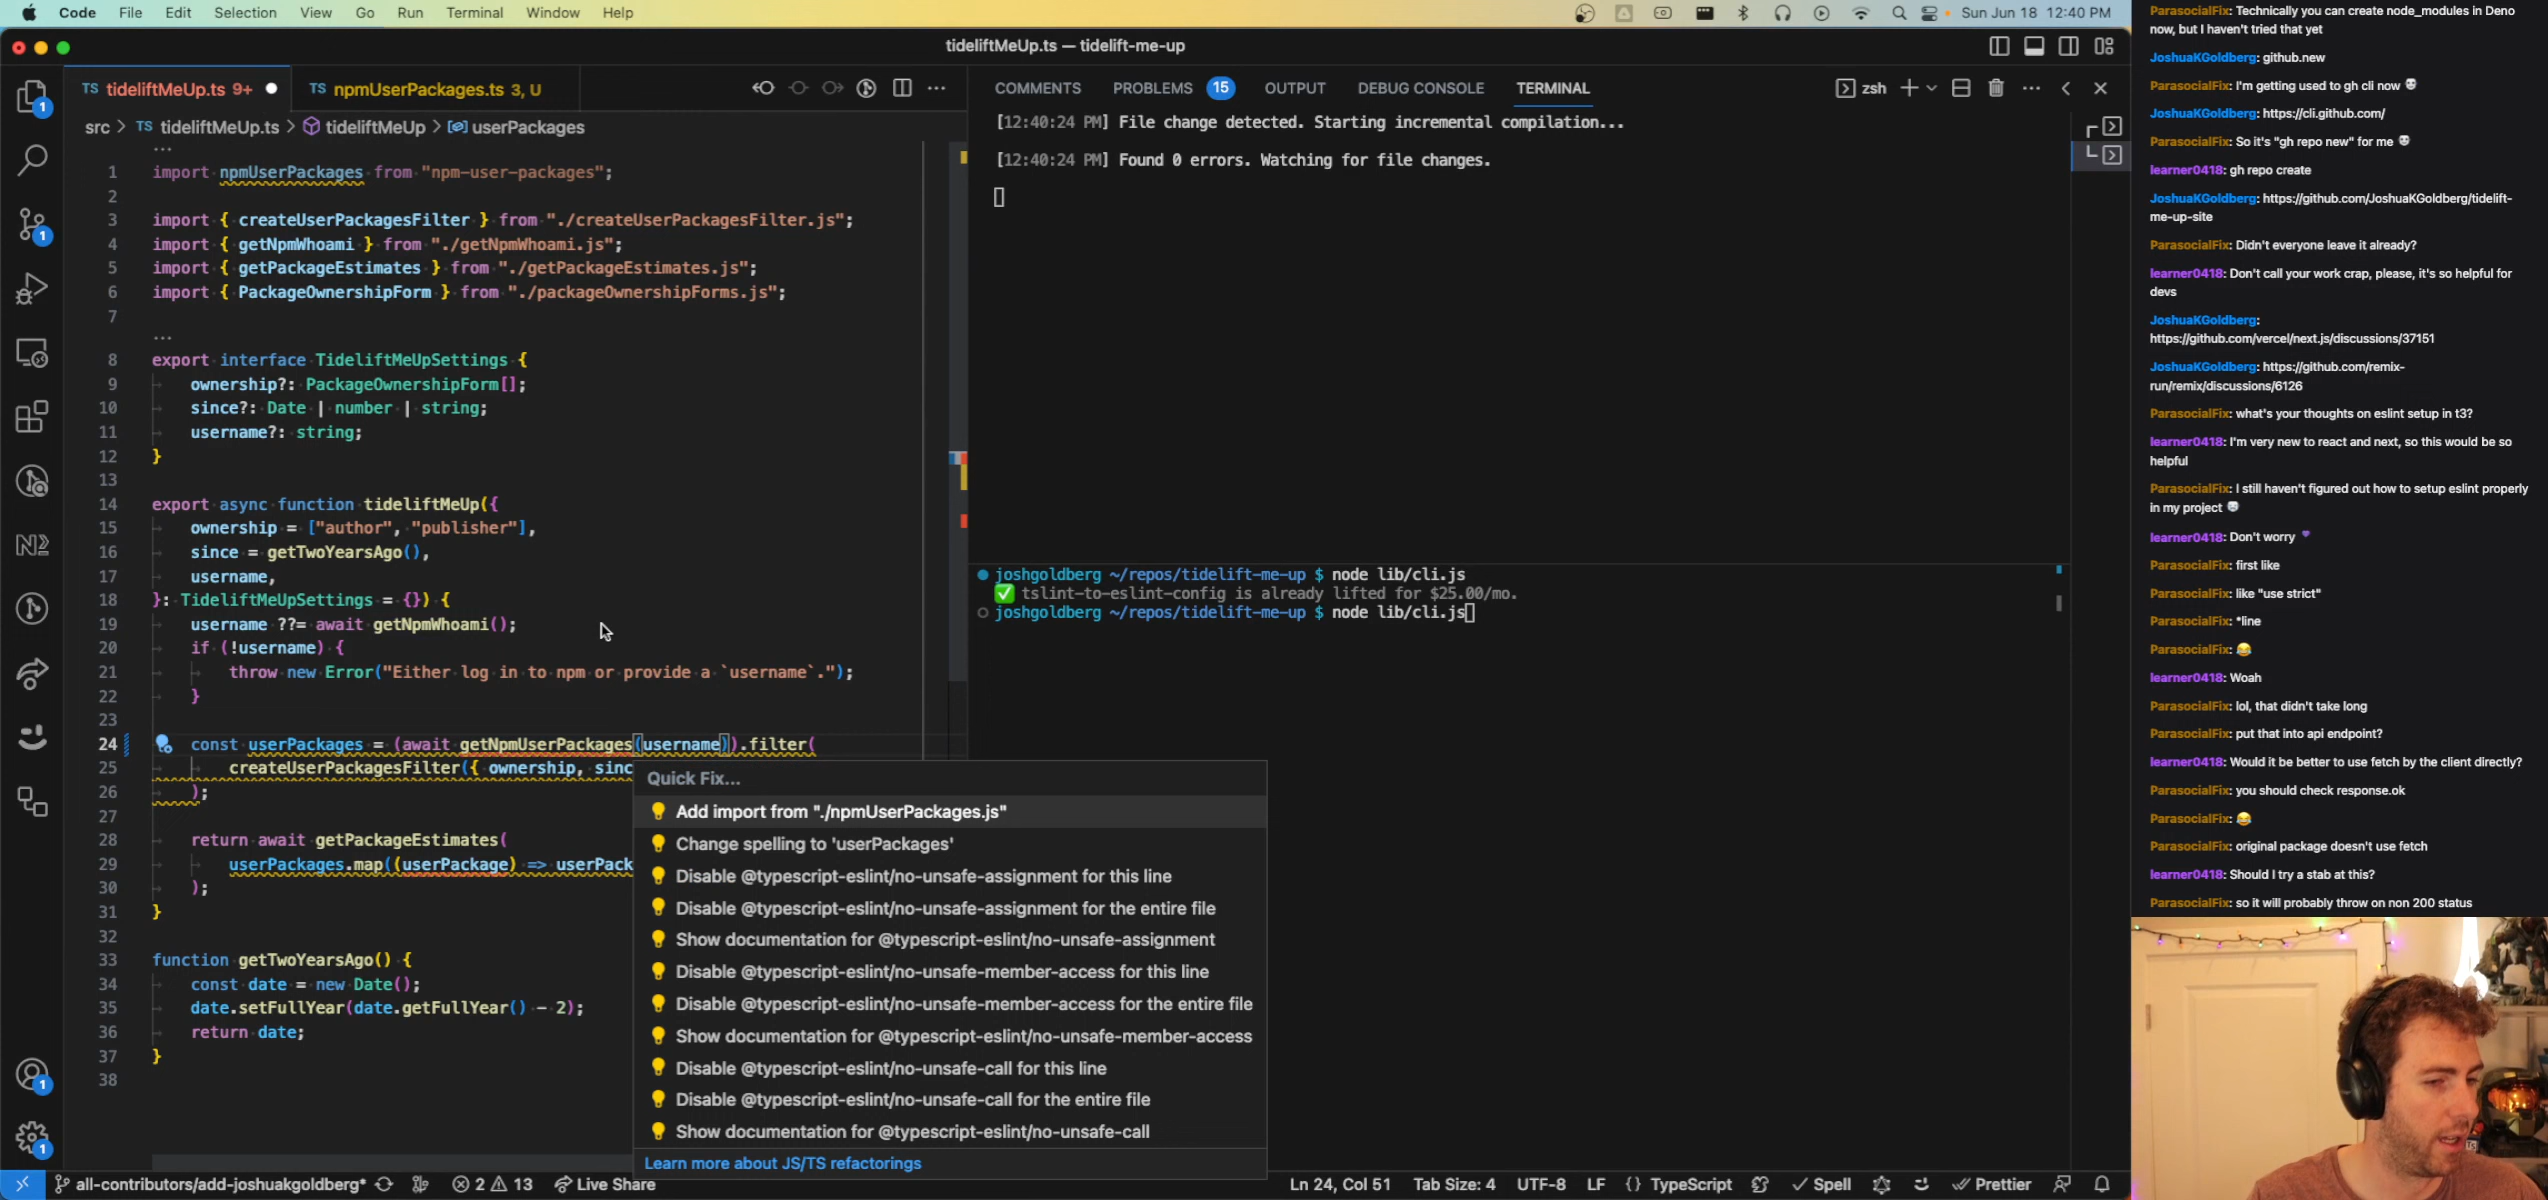 Code File Edit Selection View Go Run Terminal Window Help
Sun Jun 18 12:40 PM
tideliftMeUp.ts — tidelift-me-up
TS tideliftMeUp.ts 9+
TS npmUserPackages.ts 3, U
src > TS tideliftMeUp.ts > tideliftMeUp > userPackages
...
1 import npmUserPackages from "npm-user-packages";
2
3 import { createUserPackagesFilter } from "./createUserPackagesFilter.js";
4 import { getNpmWhoami } from "./getNpmWhoami.js";
5 import { getPackageEstimates } from "./getPackageEstimates.js";
6 import { PackageOwnershipForm } from "./packageOwnershipForms.js";
7
...
8 export interface TideliftMeUpSettings {
9 ownership?: PackageOwnershipForm[];
10 since?: Date | number | string;
11 username?: string;
12 }
13
14 export async function tideliftMeUp({
15 ownership = ["author", "publisher"],
16 since = getTwoYearsAgo(),
17 username,
18 }: TideliftMeUpSettings = {}) {
19 username ??= await getNpmWhoami();
20 if (!username) {
21 throw new Error("Either log in to npm or provide a `username`.");
22 }
23
24 const userPackages = (await getNpmUserPackages(username)).filter(
25 createUserPackagesFilter({ ownership, sinc
26 );
27
28 return await getPackageEstimates(
29 userPackages.map((userPackage) => userPack
30 );
31 }
32
33 function getTwoYearsAgo() {
34 const date = new Date();
35 date.setFullYear(date.getFullYear() - 2);
36 return date;
37 }
38
Quick Fix...
Add import from "./npmUserPackages.js"
Change spelling to 'userPackages'
Disable @typescript-eslint/no-unsafe-assignment for this line
Disable @typescript-eslint/no-unsafe-assignment for the entire file
Show documentation for @typescript-eslint/no-unsafe-assignment
Disable @typescript-eslint/no-unsafe-member-access for this line
Disable @typescript-eslint/no-unsafe-member-access for the entire file
Show documentation for @typescript-eslint/no-unsafe-member-access
Disable @typescript-eslint/no-unsafe-call for this line
Disable @typescript-eslint/no-unsafe-call for the entire file
Show documentation for @typescript-eslint/no-unsafe-call
Learn more about JS/TS refactorings
COMMENTS PROBLEMS 15 OUTPUT DEBUG CONSOLE TERMINAL
zsh
[12:40:24 PM] File change detected. Starting incremental compilation...
[12:40:24 PM] Found 0 errors. Watching for file changes.
joshgoldberg ~/repos/tidelift-me-up $ node lib/cli.js
✅ tslint-to-eslint-config is already lifted for $25.00/mo.
joshgoldberg ~/repos/tidelift-me-up $ node lib/cli.js
1
1
1
1
all-contributors/add-joshuakgoldberg* 2 13 Live Share
Ln 24, Col 51 Tab Size: 4 UTF-8 LF {} TypeScript Spell Prettier
ParasocialFix: Technically you can create node_modules in Deno
now, but I haven't tried that yet
JoshuaKGoldberg: github.new
ParasocialFix: I'm getting used to gh cli now
JoshuaKGoldberg: https://cli.github.com/
ParasocialFix: So it's "gh repo new" for me
learner0418: gh repo create
JoshuaKGoldberg: https://github.com/JoshuaKGoldberg/tidelift-
me-up-site
ParasocialFix: Didn't everyone leave it already?
learner0418: Don't call your work crap, please, it's so helpful for
devs
JoshuaKGoldberg:
https://github.com/vercel/next.js/discussions/37151
JoshuaKGoldberg: https://github.com/remix-
run/remix/discussions/6126
ParasocialFix: what's your thoughts on eslint setup in t3?
learner0418: I'm very new to react and next, so this would be so
helpful
ParasocialFix: I still haven't figured out how to setup eslint properly
in my project
learner0418: Don't worry
ParasocialFix: first like
ParasocialFix: like "use strict"
ParasocialFix: *line
ParasocialFix: 😂
learner0418: Woah
ParasocialFix: lol, that didn't take long
ParasocialFix: put that into api endpoint?
learner0418: Would it be better to use fetch by the client directly?
ParasocialFix: you should check response.ok
ParasocialFix: 😂
ParasocialFix: original package doesn't use fetch
learner0418: Should I try a stab at this?
ParasocialFix: so it will probably throw on non 200 status